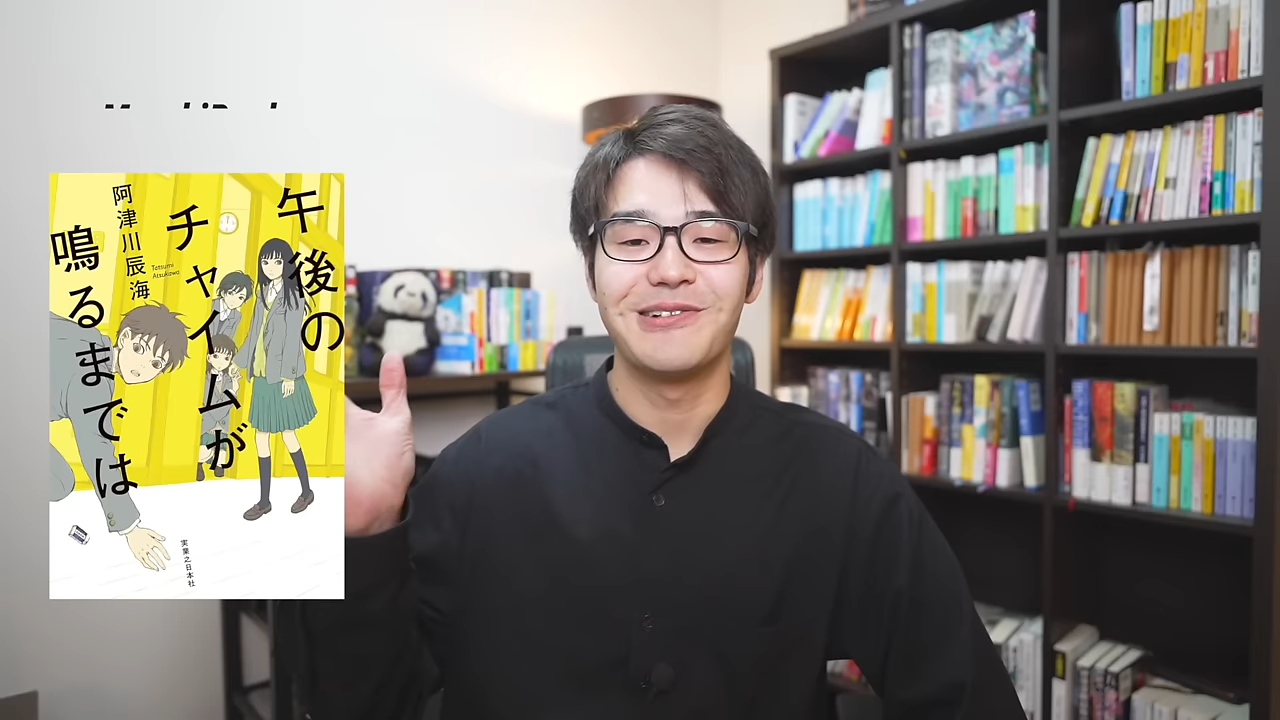 午後の
チャイムが
鳴るまでは
阿津川辰海
Tatsumi
Atsukawa
実業之日本社